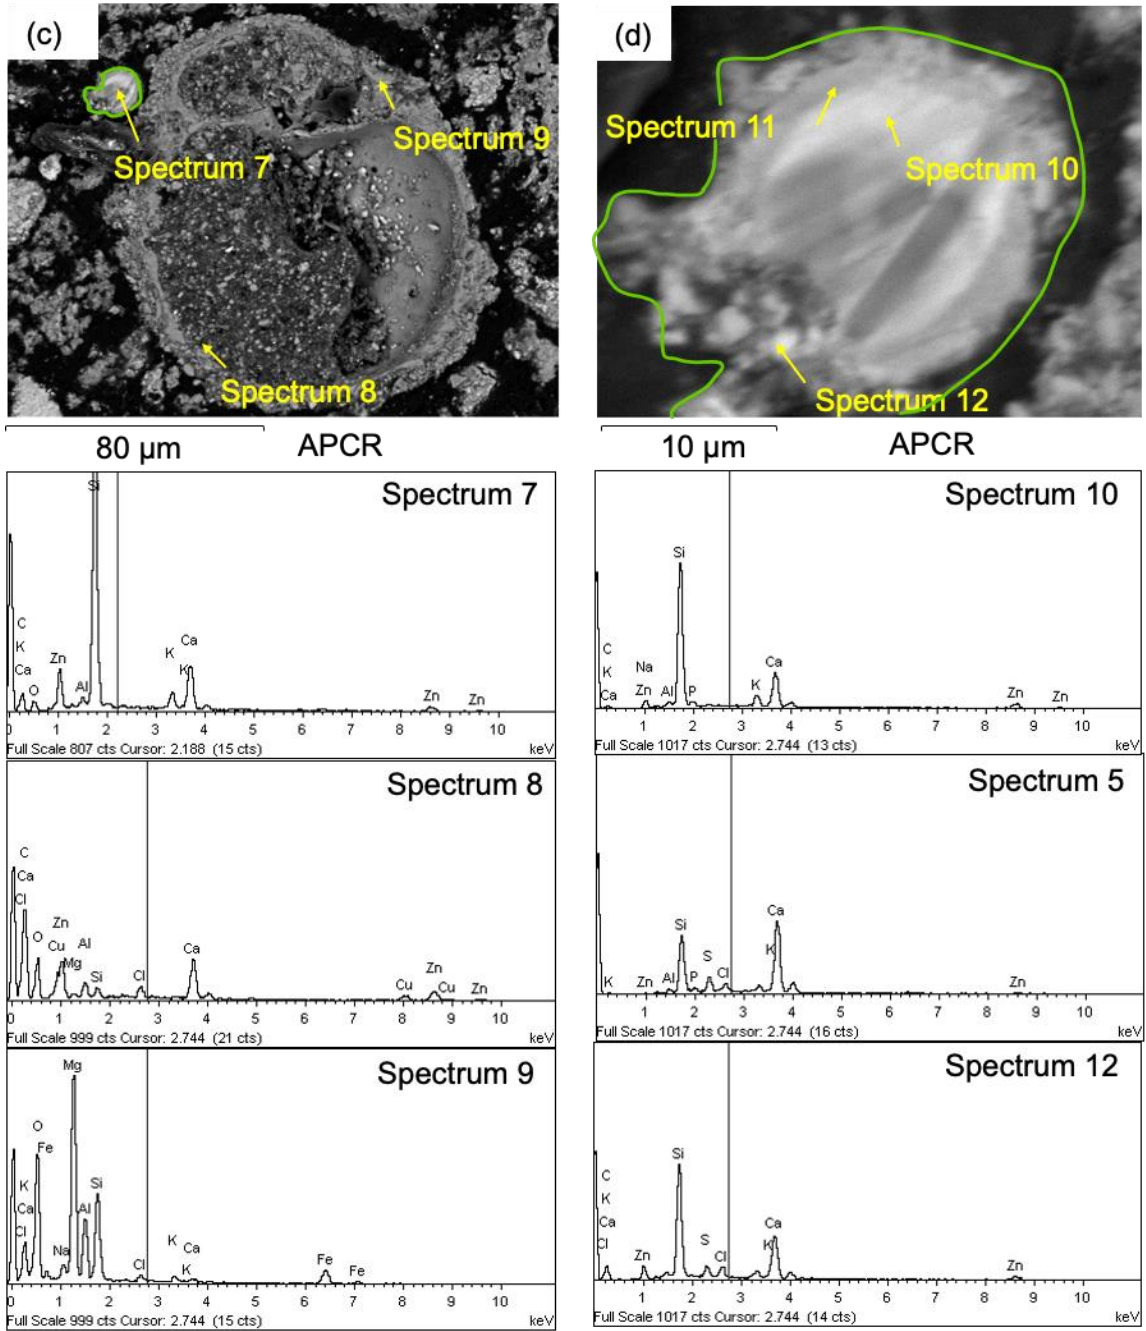 (c)
Spectrum 7
Spectrum 9
Spectrum 8
80 µm APCR
(d)
Spectrum 11
Spectrum 10
Spectrum 12
10 µm APCR
Spectrum 7
Si
C
K
Ca
O
Zn
Al
K
K
Ca
Zn
Zn
0 1 2 3 4 5 6 7 8 9 10
Full Scale 807 cts Cursor: 2.188 (15 cts) keV
Spectrum 8
C
Ca
Cl
O
Zn
Cu
Mg
Al
Si
Cl
Ca
Cu
Zn
Cu
Zn
0 1 2 3 4 5 6 7 8 9 10
Full Scale 999 cts Cursor: 2.744 (21 cts) keV
Spectrum 9
Mg
O
Fe
K
Ca
Cl
Na
Al
Si
Cl
K
Ca
K
Fe
Fe
0 1 2 3 4 5 6 7 8 9 10
Full Scale 999 cts Cursor: 2.744 (15 cts) keV
Spectrum 10
Si
C
K
Ca
Na
Zn
Al
P
K
Ca
Zn
Zn
1 2 3 4 5 6 7 8 9 10
Full Scale 1017 cts Cursor: 2.744 (13 cts) keV
Spectrum 5
K
Zn
Al
Si
P
S
Cl
K
Ca
Zn
1 2 3 4 5 6 7 8 9 10
Full Scale 1017 cts Cursor: 2.744 (16 cts) keV
Spectrum 12
C
K
Ca
Cl
Zn
Si
S
Cl
K
Ca
Zn
1 2 3 4 5 6 7 8 9 10
Full Scale 1017 cts Cursor: 2.744 (14 cts) keV